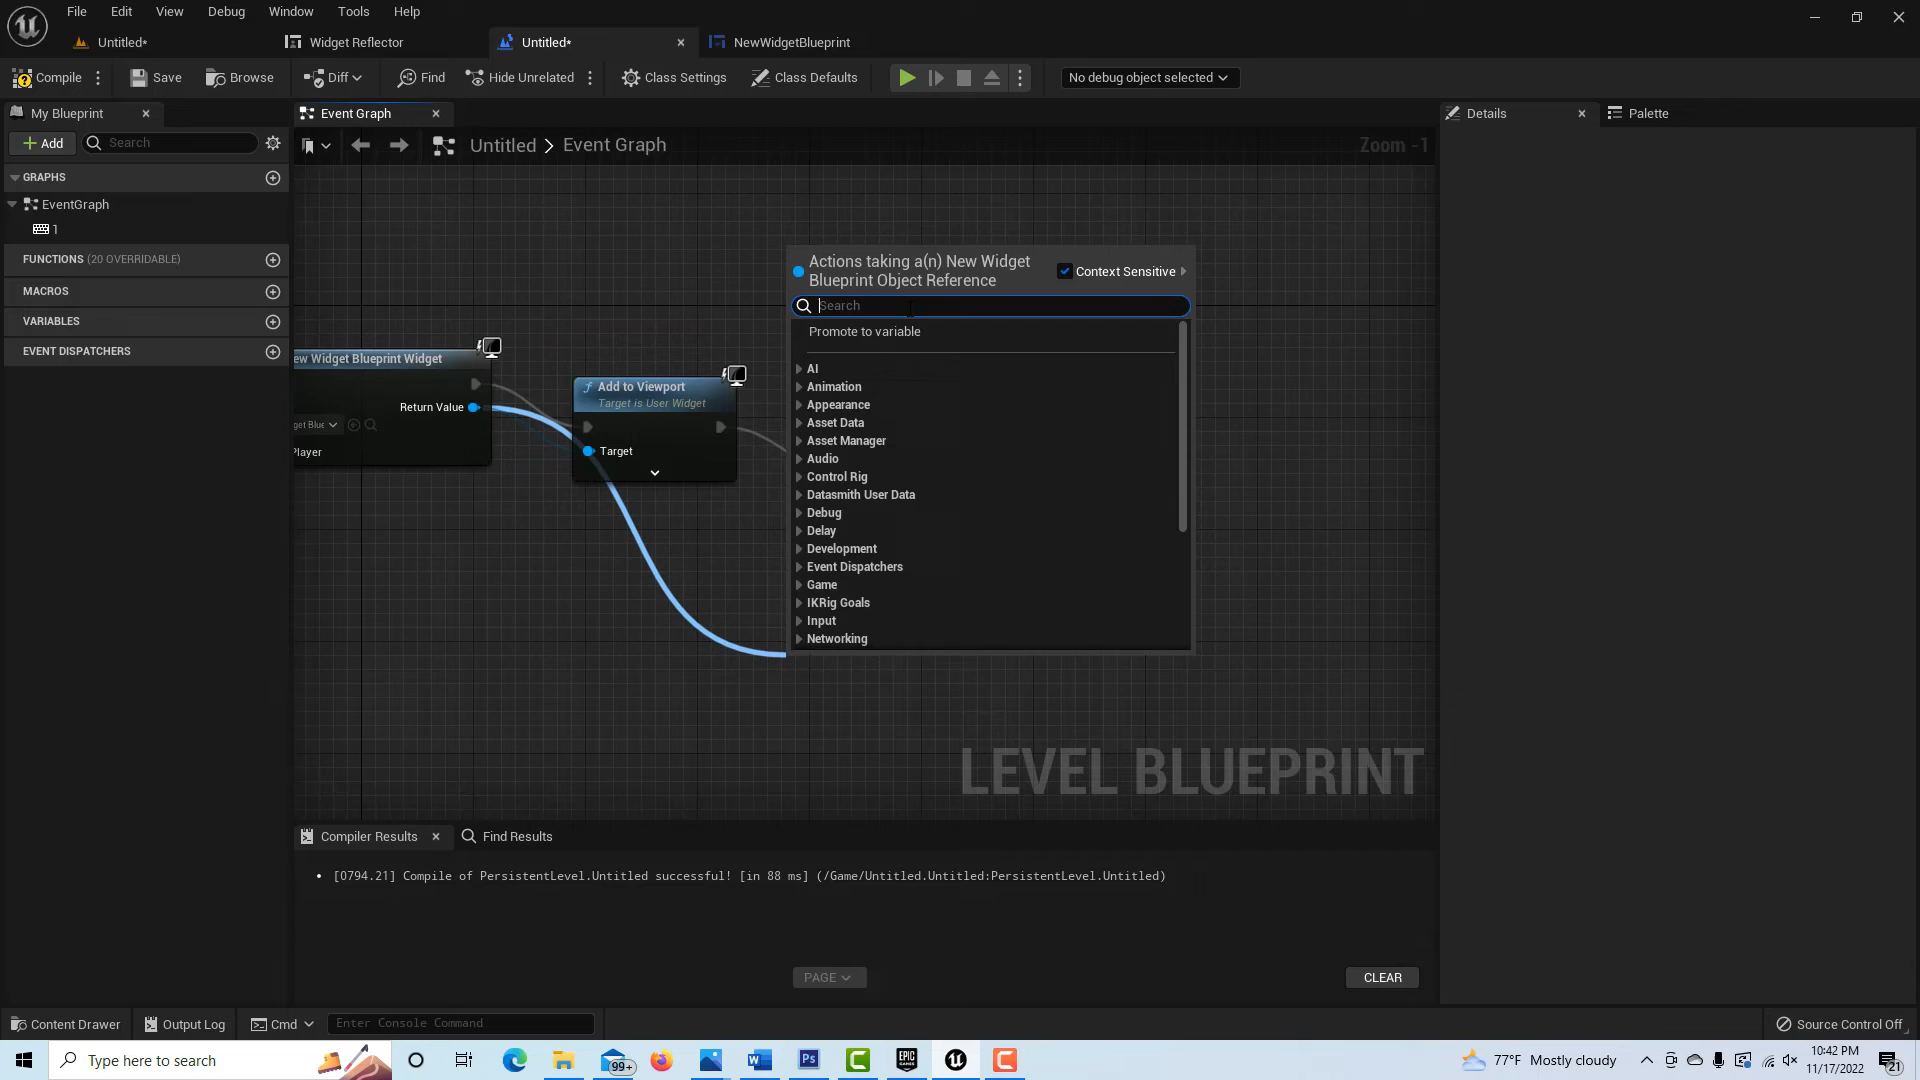 File Edit View Debug Window Tools Help
Untitled* Widget Reflector Untitled* NewWidgetBlueprint
Compile Save Browse Diff Find Hide Unrelated Class Settings Class Defaults No debug object selected
My Blueprint Event Graph Details Palette
Add Search
Untitled > Event Graph Zoom -1
GRAPHS
EventGraph
1
FUNCTIONS (20 OVERRIDABLE)
MACROS
VARIABLES
EVENT DISPATCHERS
ew Widget Blueprint Widget
Return Value
get Blue
Player
Add to Viewport
Target is User Widget
Target
Actions taking a(n) New Widget
Blueprint Object Reference
Context Sensitive
Search
Promote to variable
AI
Animation
Appearance
Asset Data
Asset Manager
Audio
Control Rig
Datasmith User Data
Debug
Delay
Development
Event Dispatchers
Game
IKRig Goals
Input
Networking
LEVEL BLUEPRINT
Compiler Results Find Results
• [0794.21] Compile of PersistentLevel.Untitled successful! [in 88 ms] (/Game/Untitled.Untitled:PersistentLevel.Untitled)
PAGE CLEAR
Content Drawer Output Log Cmd Enter Console Command Source Control Off
Type here to search 99+ Ps EPIC GAMES 77°F Mostly cloudy 10:42 PM
11/17/2022 21